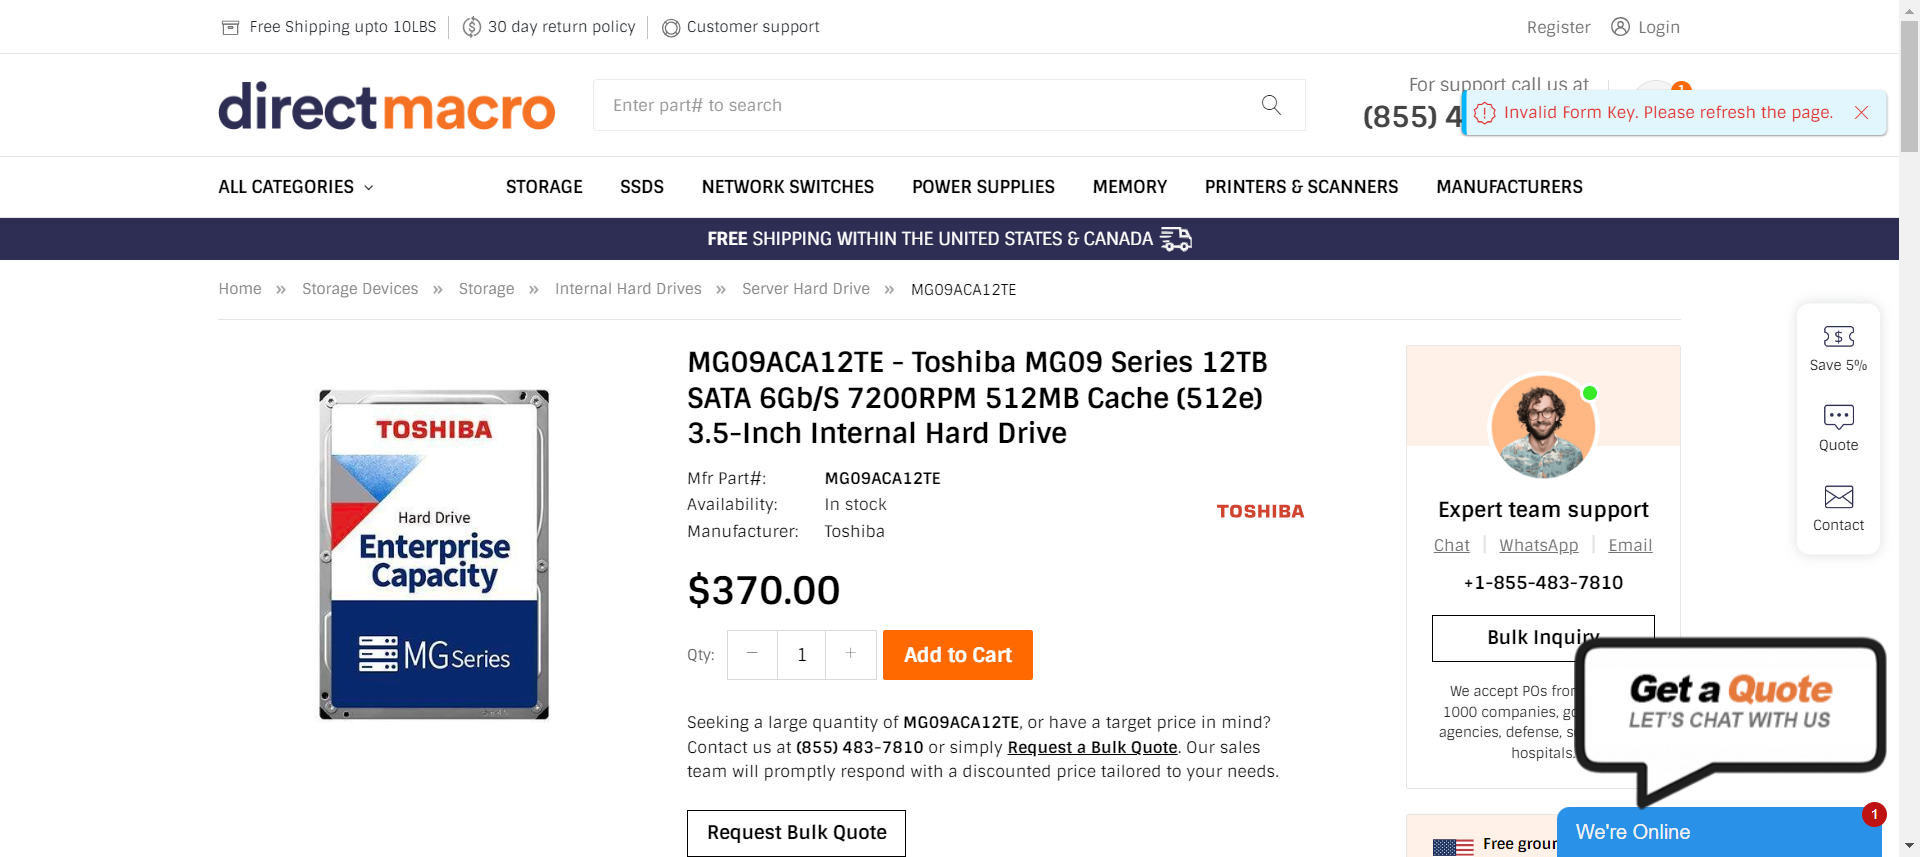 Free Shipping upto 10LBS
30 day return policy
Customer support
Register
Login
directmacro
Enter part# to search
For support call us at
(855) 4
1
Invalid Form Key. Please refresh the page.
ALL CATEGORIES
STORAGE
SSDS
NETWORK SWITCHES
POWER SUPPLIES
MEMORY
PRINTERS & SCANNERS
MANUFACTURERS
FREE SHIPPING WITHIN THE UNITED STATES & CANADA
Home » Storage Devices » Storage » Internal Hard Drives » Server Hard Drive » MG09ACA12TE
TOSHIBA
Hard Drive
Enterprise
Capacity
MG Series
MG09ACA12TE - Toshiba MG09 Series 12TB
SATA 6Gb/S 7200RPM 512MB Cache (512e)
3.5-Inch Internal Hard Drive
Mfr Part#: MG09ACA12TE
Availability: In stock
Manufacturer: Toshiba
TOSHIBA
$370.00
Qty: − 1 +
Add to Cart
Seeking a large quantity of MG09ACA12TE, or have a target price in mind?
Contact us at (855) 483-7810 or simply Request a Bulk Quote. Our sales
team will promptly respond with a discounted price tailored to your needs.
Request Bulk Quote
Expert team support
Chat | WhatsApp | Email
+1-855-483-7810
Bulk Inquiry
We accept POs from
1000 companies, go
agencies, defense, s
hospitals.
Free groun
Save 5%
Quote
Contact
Get a Quote
LET'S CHAT WITH US
We're Online
1